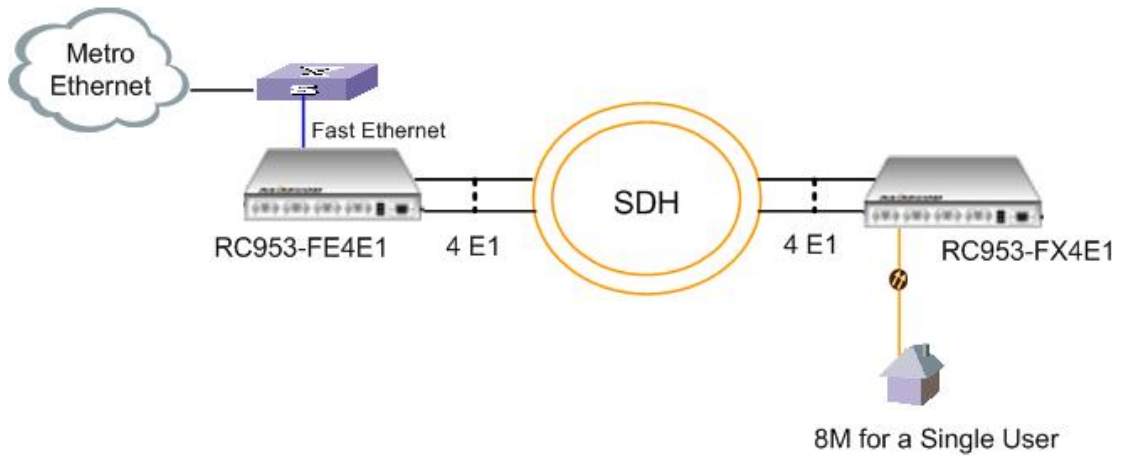 Metro
Ethernet
Fast Ethernet
SDH
RC953-FE4E1
4 E1
4 E1
RC953-FX4E1
8M for a Single User